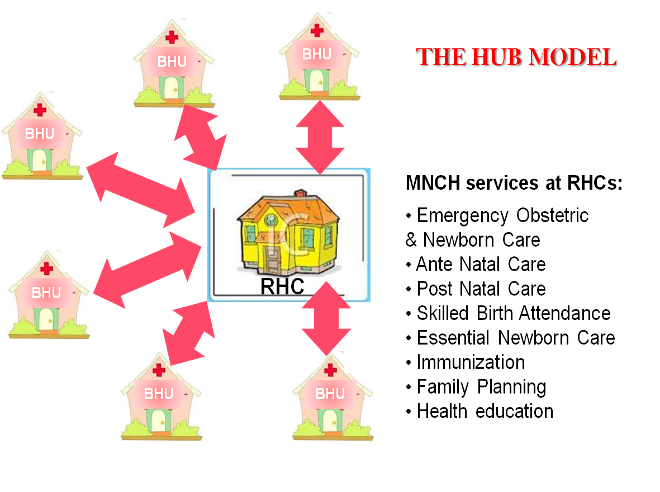 THE HUB MODEL
BHU
BHU
BHU
BHU
BHU
BHU
RHC
MNCH services at RHCs:
• Emergency Obstetric
& Newborn Care
• Ante Natal Care
• Post Natal Care
• Skilled Birth Attendance
• Essential Newborn Care
• Immunization
• Family Planning
• Health education